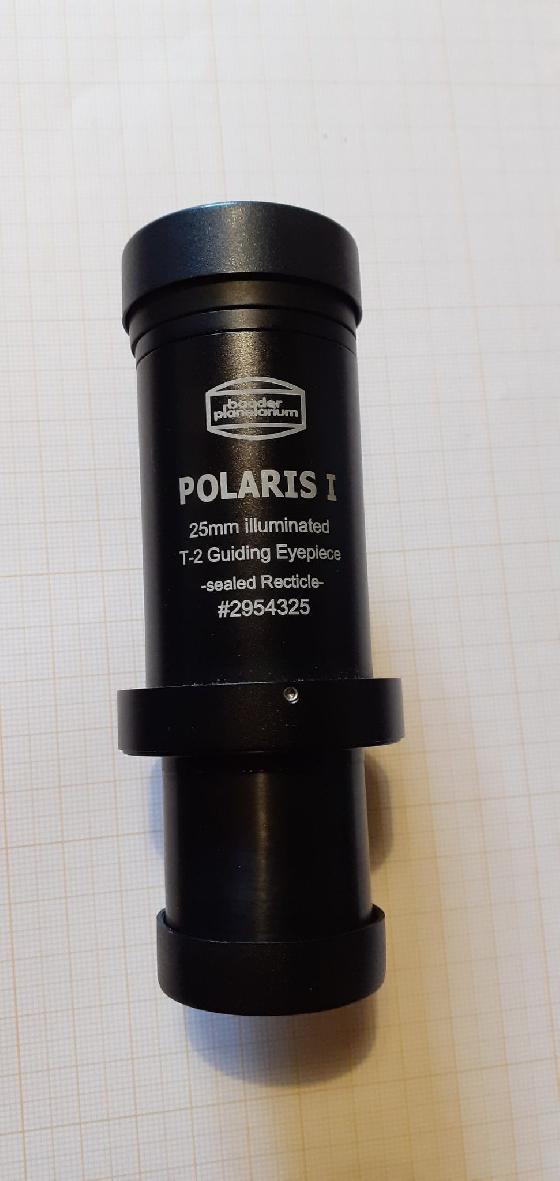 baader
planetarium
POLARIS I
25mm illuminated
T-2 Guiding Eyepiece
-sealed Recticle-
#2954325